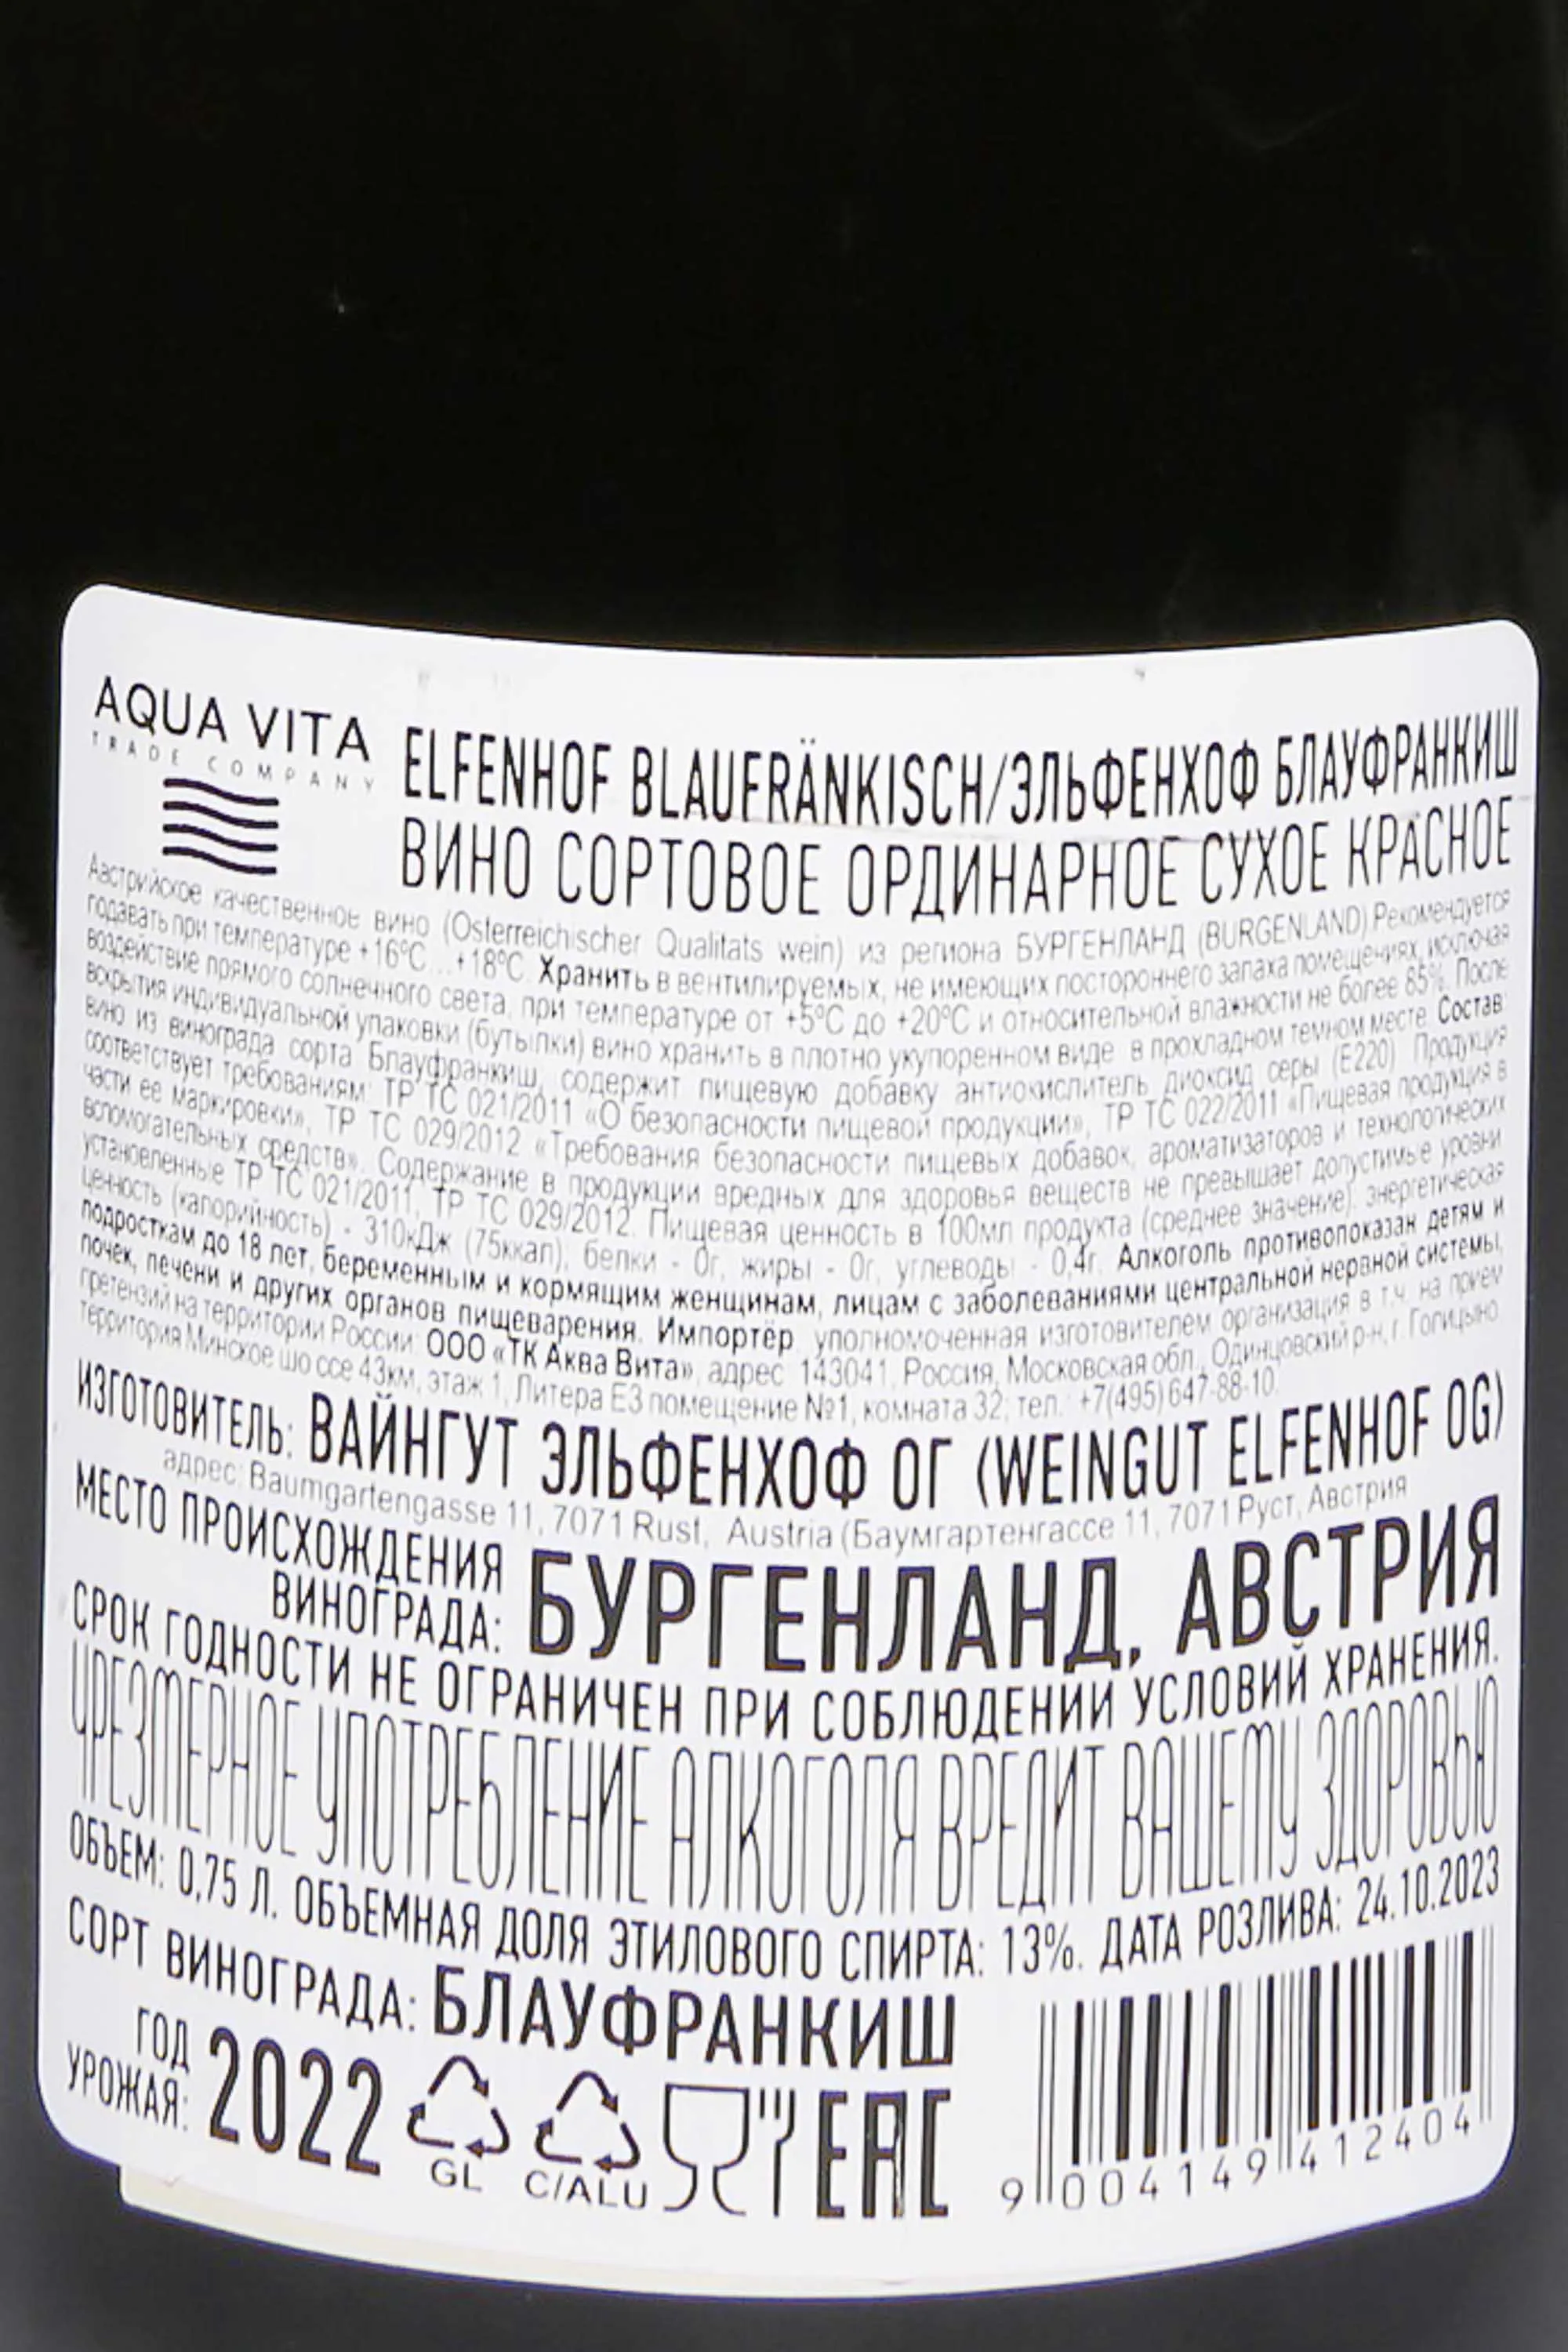 AQUA VITA
TRADE COMPANY
ELFENHOF BLAUFRÄNKISCH/ЭЛЬФЕНХОФ БЛАУФРАНКИШ
ВИНО СОРТОВОЕ ОРДИНАРНОЕ СУХОЕ КРАСНОЕ
Австрийское качественное вино (Osterreichischer Qualitats wein) из региона БУРГЕНЛАНД (BURGENLAND).Рекомендуется
подавать при температуре +16°С...+18°С. Хранить в вентилируемых, не имеющих постороннего запаха помещениях, исключая
воздействие прямого солнечного света, при температуре от +5°С до +20°С и относительной влажности не более 85%. После
вскрытия индивидуальной упаковки (бутылки) вино хранить в плотно укупоренном виде в прохладном темном месте. Состав:
вино из винограда сорта Блауфранкиш, содержит пищевую добавку антиокислитель диоксид серы (Е220). Продукция
соответствует требованиям: ТР ТС 021/2011 «О безопасности пищевой продукции», ТР ТС 022/2011 «Пищевая продукция в
части ее маркировки», ТР ТС 029/2012 «Требования безопасности пищевых добавок, ароматизаторов и технологических
вспомогательных средств». Содержание в продукции вредных для здоровья веществ не превышает допустимые уровни
установленные ТР ТС 021/2011, ТР ТС 029/2012. Пищевая ценность в 100мл продукта (среднее значение): энергетическая
ценность (калорийность) - 310кДж (75ккал), белки - 0г, жиры - 0г, углеводы - 0,4г. Алкоголь противопоказан детям и
подросткам до 18 лет, беременным и кормящим женщинам, лицам с заболеваниями центральной нервной системы,
почек, печени и других органов пищеварения. Импортёр, уполномоченная изготовителем организация в т.ч. на прием
претензий на территории России: ООО «ТК Аква Вита», адрес 143041, Россия, Московская обл., Одинцовский р-н, г. Голицыно,
территория Минское шоссе 43км, этаж 1, Литера Е3 помещение №1, комната 32; тел.: +7(495)647-88-10.
ИЗГОТОВИТЕЛЬ: ВАЙНГУТ ЭЛЬФЕНХОФ ОГ (WEINGUT ELFENHOF OG)
адрес: Baumgartengasse 11, 7071 Rust, Austria (Баумгартенгассе 11, 7071 Руст, Австрия
МЕСТО ПРОИСХОЖДЕНИЯ
ВИНОГРАДА: БУРГЕНЛАНД, АВСТРИЯ
СРОК ГОДНОСТИ НЕ ОГРАНИЧЕН ПРИ СОБЛЮДЕНИИ УСЛОВИЙ ХРАНЕНИЯ.
ЧРЕЗМЕРНОЕ УПОТРЕБЛЕНИЕ АЛКОГОЛЯ ВРЕДИТ ВАШЕМУ ЗДОРОВЬЮ
ОБЪЕМ: 0,75 Л. ОБЪЕМНАЯ ДОЛЯ ЭТИЛОВОГО СПИРТА: 13%. ДАТА РОЗЛИВА: 24.10.2023
СОРТ ВИНОГРАДА: БЛАУФРАНКИШ
ГОД
УРОЖАЯ: 2022
GL
C/ALU
EAC
9 004149 412404